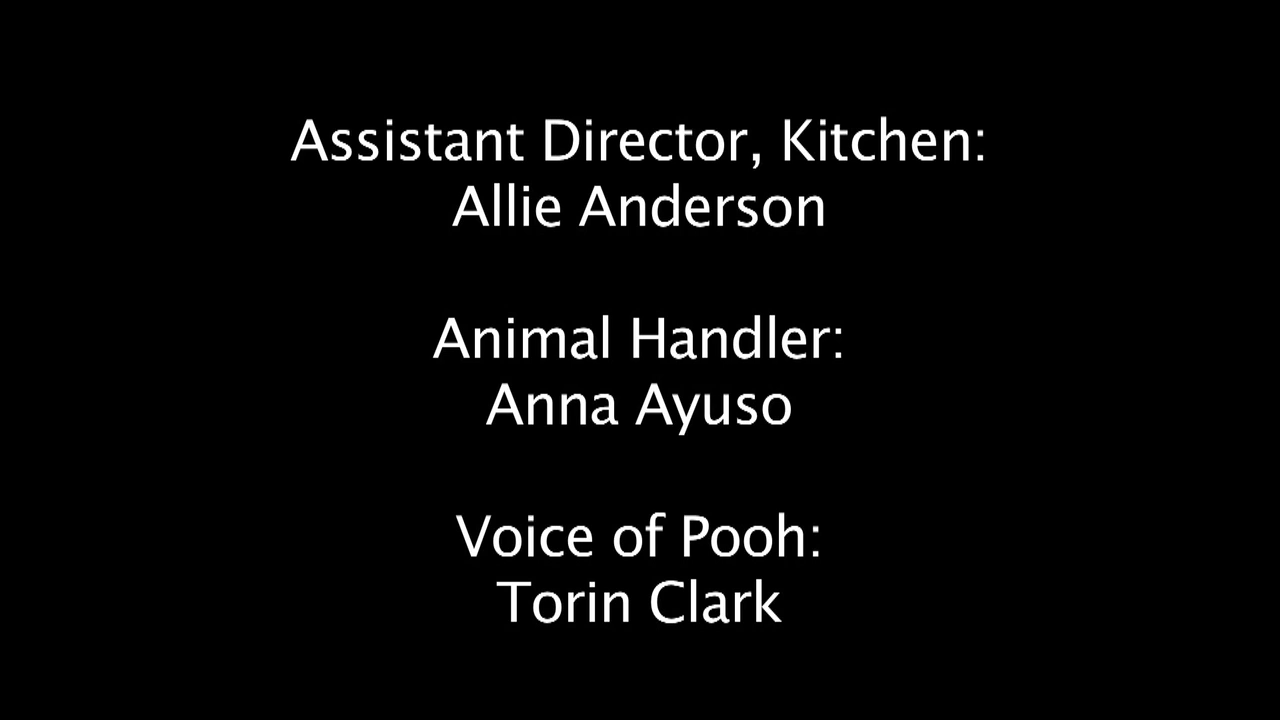 Assistant Director, Kitchen:
Allie Anderson
Animal Handler:
Anna Ayuso
Voice of Pooh:
Torin Clark